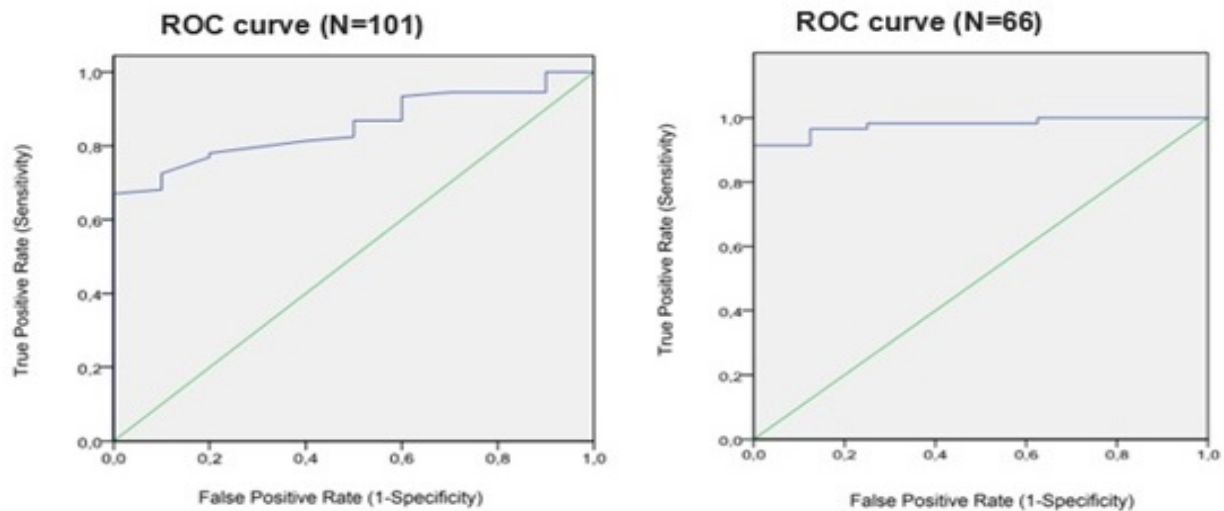 ROC curve (N=101)
True Positive Rate (Sensitivity)
1,0
0,8
0,6
0,4
0,2
0,0
0,0 0,2 0,4 0,6 0,8 1,0
False Positive Rate (1-Specificity)
ROC curve (N=66)
True Positive Rate (Sensitivity)
1,0
0,8
0,6
0,4
0,2
0,0
0,0 0,2 0,4 0,6 0,8 1,0
False Positive Rate (1-Specificity)